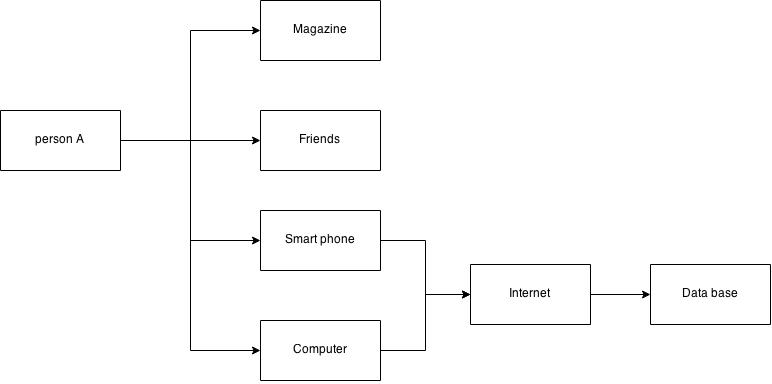 Magazine
person A
Friends
Smart phone
Internet
Data base
Computer